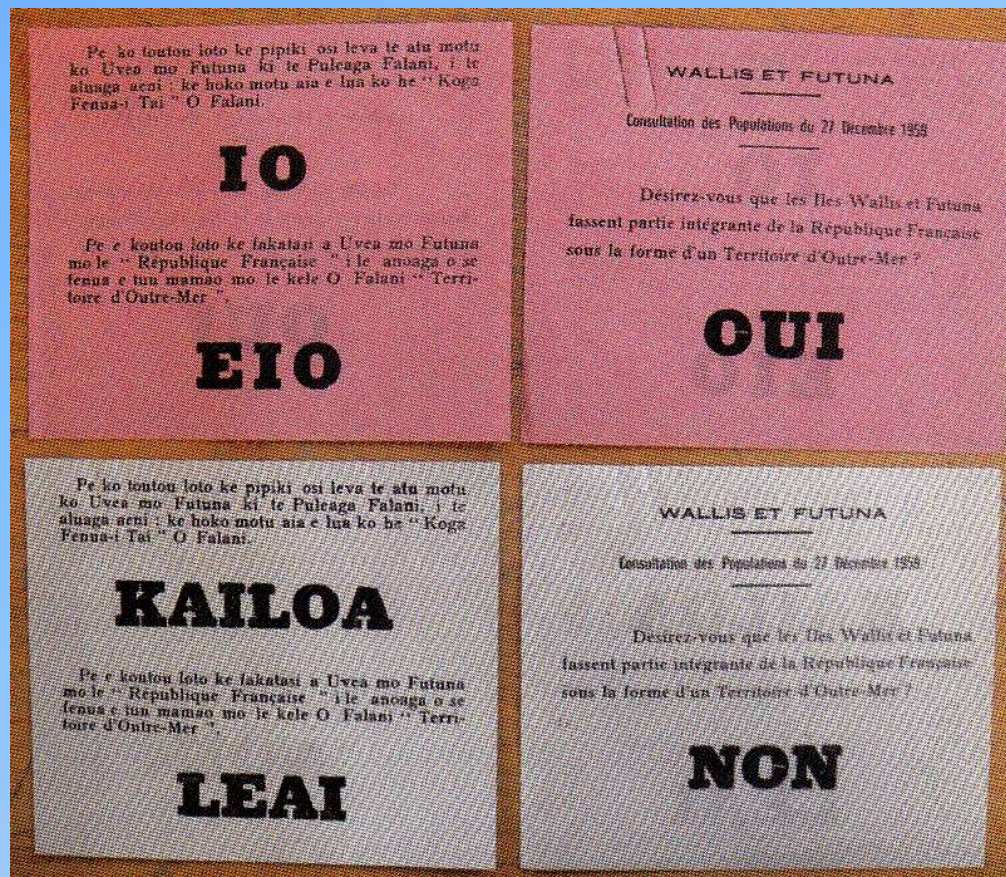 Pe ko toutou loto ke pipiki osi leva te atu motu
ko Uvea mo Futuna ki te Puleaga Falani, i te
aluaga aeni : ke hoko motu aia e lua ko he “ Koga
Fenua-i Tai ” O Falani.
IO
Pe e koutou loto ke fakatasi a Uvea mo Futuna
mo le “ République Française ” i le anoaga o se
fenua e tuu mamao mo le kele O Falani “ Terri-
toire d'Outre-Mer ”.
EIO
WALLIS ET FUTUNA
Consultation des Populations du 27 Décembre 1959
Désirez-vous que les Iles Wallis et Futuna
fassent partie intégrante de la République Française
sous la forme d'un Territoire d'Outre-Mer ?
OUI
Pe ko toutou loto ke pipiki osi leva te atu motu
ko Uvea mo Futuna ki te Puleaga Falani, i te
aluaga aeni : ke hoko motu aia e lua ko he “ Koga
Fenua-i Tai ” O Falani.
KAILOA
Pe e koutou loto ke fakatasi a Uvea mo Futuna
mo le “ République Française ” i le anoaga o se
fenua e tuu mamao mo le kele O Falani “ Terri-
toire d'Outre-Mer ”.
LEAI
WALLIS ET FUTUNA
Consultation des Populations du 27 Décembre 1959
Désirez-vous que les Iles Wallis et Futuna
fassent partie intégrante de la République Française
sous la forme d'un Territoire d'Outre-Mer ?
NON